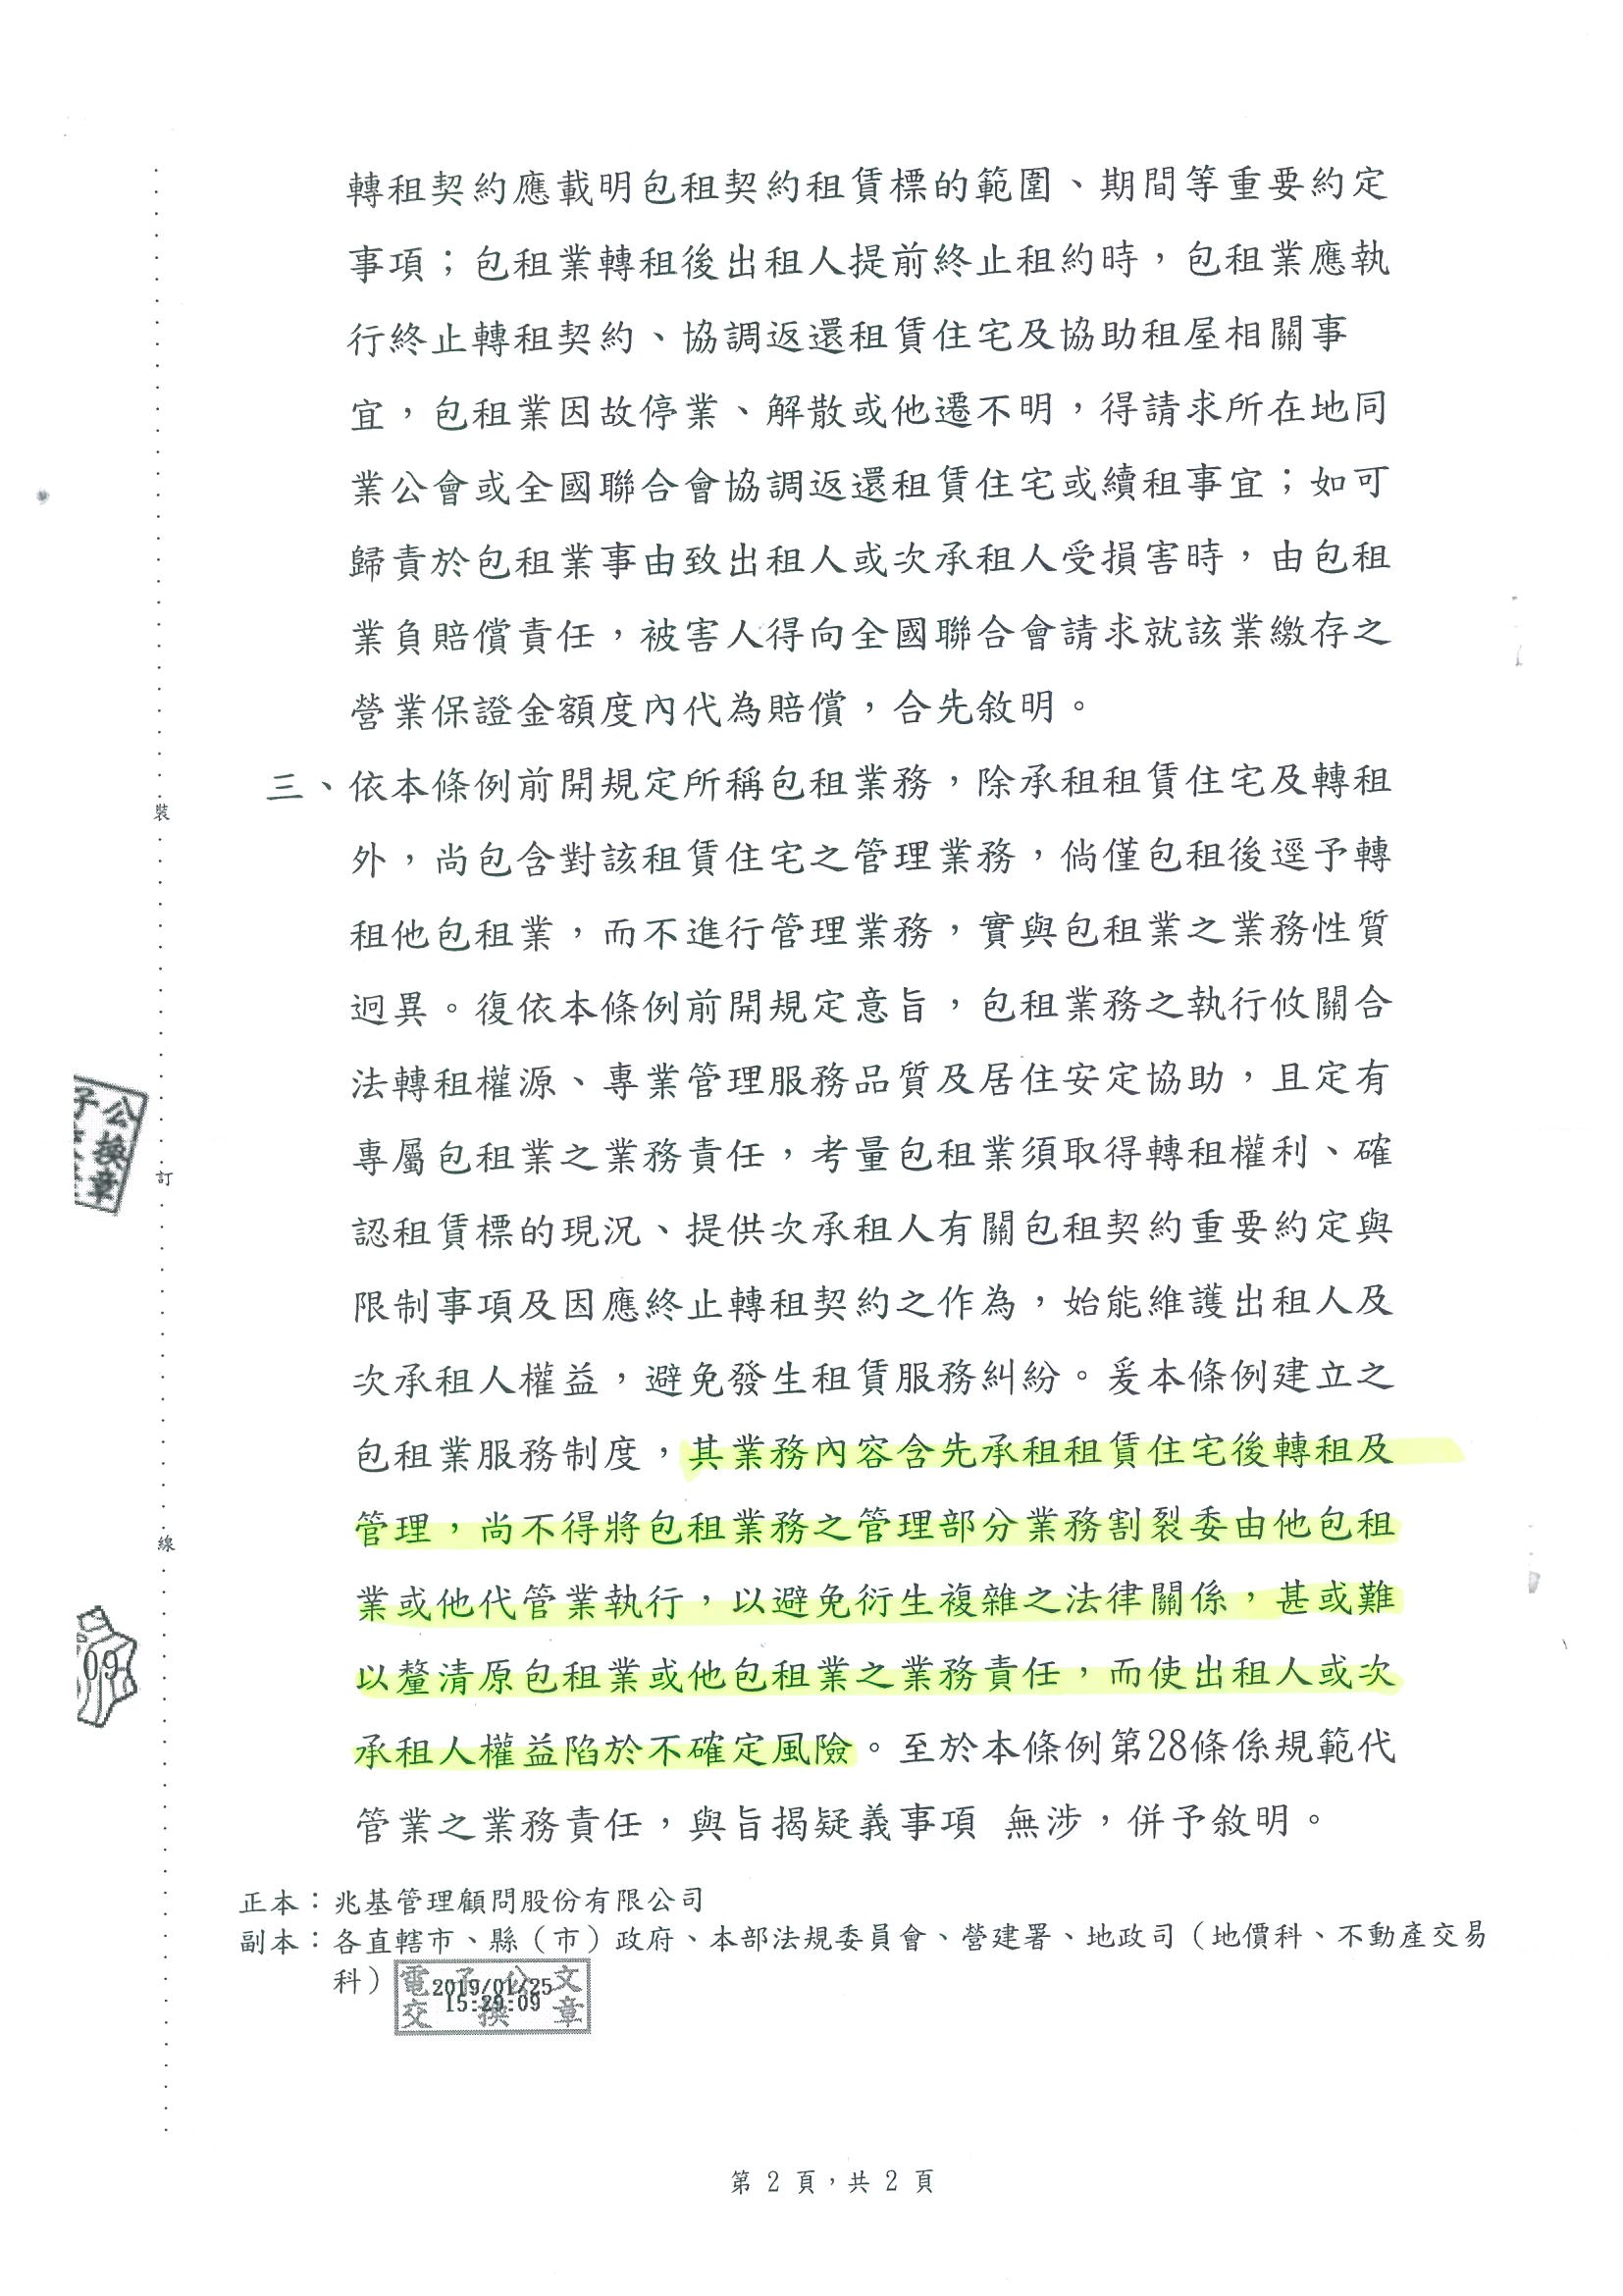 轉租契約應載明包租契約租賃標的範圍、期間等重要約定
事項；包租業轉租後出租人提前終止租約時，包租業應執
行終止轉租契約、協調返還租賃住宅及協助租屋相關事
宜，包租業因故停業、解散或他遷不明，得請求所在地同
業公會或全國聯合會協調返還租賃住宅或續租事宜；如可
歸責於包租業事由致出租人或次承租人受損害時，由包租
業負賠償責任，被害人得向全國聯合會請求就該業繳存之
營業保證金額度內代為賠償，合先敘明。
三、依本條例前開規定所稱包租業務，除承租租賃住宅及轉租
外，尚包含對該租賃住宅之管理業務，倘僅包租後逕予轉
租他包租業，而不進行管理業務，實與包租業之業務性質
迥異。復依本條例前開規定意旨，包租業務之執行攸關合
法轉租權源、專業管理服務品質及居住安定協助，且定有
專屬包租業之業務責任，考量包租業須取得轉租權利、確
認租賃標的現況、提供次承租人有關包租契約重要約定與
限制事項及因應終止轉租契約之作為，始能維護出租人及
次承租人權益，避免發生租賃服務糾紛。爰本條例建立之
包租業服務制度，其業務內容含先承租租賃住宅後轉租及
管理，尚不得將包租業務之管理部分業務割裂委由他包租
業或他代管業執行，以避免衍生複雜之法律關係，甚或難
以釐清原包租業或他包租業之業務責任，而使出租人或次
承租人權益陷於不確定風險。至於本條例第28條係規範代
管業之業務責任，與旨揭疑義事項 無涉，併予敘明。
正本：兆基管理顧問股份有限公司
副本：各直轄市、縣（市）政府、本部法規委員會、營建署、地政司（地價科、不動產交易
科）
電子公文
2019/01/25
15:29:09
交換章
裝
訂
線
子公
換
章
09
第 2 頁，共 2 頁